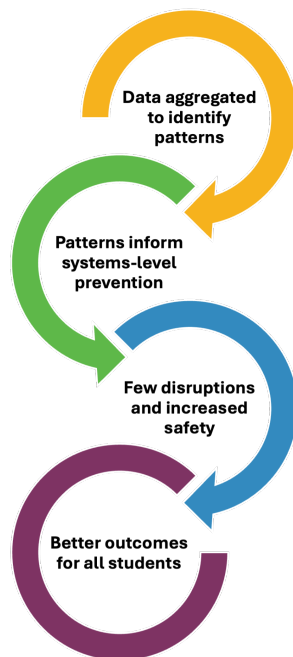 Data aggregated
to identify
patterns
Patterns inform
systems-level
prevention
Few disruptions
and increased
safety
Better outcomes
for all students